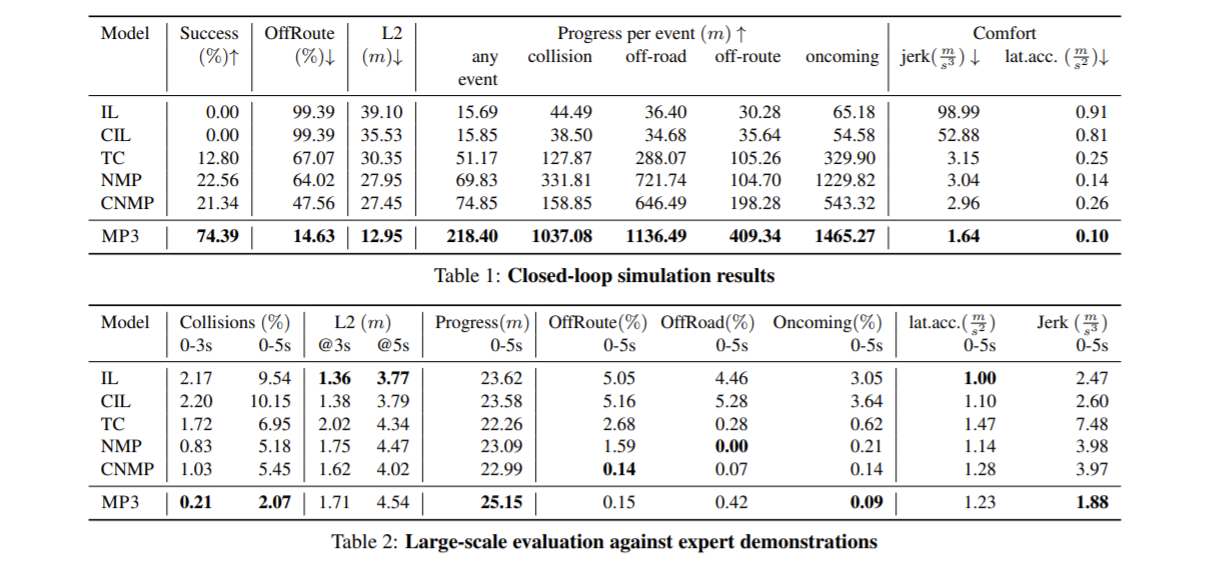 Model Success OffRoute L2 Progress per event (m) ↑ Comfort
(%)↑ (%)↓ (m)↓ any collision off-road off-route oncoming jerk(m/s³) ↓ lat.acc. (m/s²)↓
event
IL 0.00 99.39 39.10 15.69 44.49 36.40 30.28 65.18 98.99 0.91
CIL 0.00 99.39 35.53 15.85 38.50 34.68 35.64 54.58 52.88 0.81
TC 12.80 67.07 30.35 51.17 127.87 288.07 105.26 329.90 3.15 0.25
NMP 22.56 64.02 27.95 69.83 331.81 721.74 104.70 1229.82 3.04 0.14
CNMP 21.34 47.56 27.45 74.85 158.85 646.49 198.28 543.32 2.96 0.26
MP3 74.39 14.63 12.95 218.40 1037.08 1136.49 409.34 1465.27 1.64 0.10
Table 1: Closed-loop simulation results
Model Collisions (%) L2 (m) Progress(m) OffRoute(%) OffRoad(%) Oncoming(%) lat.acc.(m/s²) Jerk (m/s³)
0-3s 0-5s @3s @5s 0-5s 0-5s 0-5s 0-5s 0-5s 0-5s
IL 2.17 9.54 1.36 3.77 23.62 5.05 4.46 3.05 1.00 2.47
CIL 2.20 10.15 1.38 3.79 23.58 5.16 5.28 3.64 1.10 2.60
TC 1.72 6.95 2.02 4.34 22.26 2.68 0.28 0.62 1.47 7.48
NMP 0.83 5.18 1.75 4.47 23.09 1.59 0.00 0.21 1.14 3.98
CNMP 1.03 5.45 1.62 4.02 22.99 0.14 0.07 0.14 1.28 3.97
MP3 0.21 2.07 1.71 4.54 25.15 0.15 0.42 0.09 1.23 1.88
Table 2: Large-scale evaluation against expert demonstrations